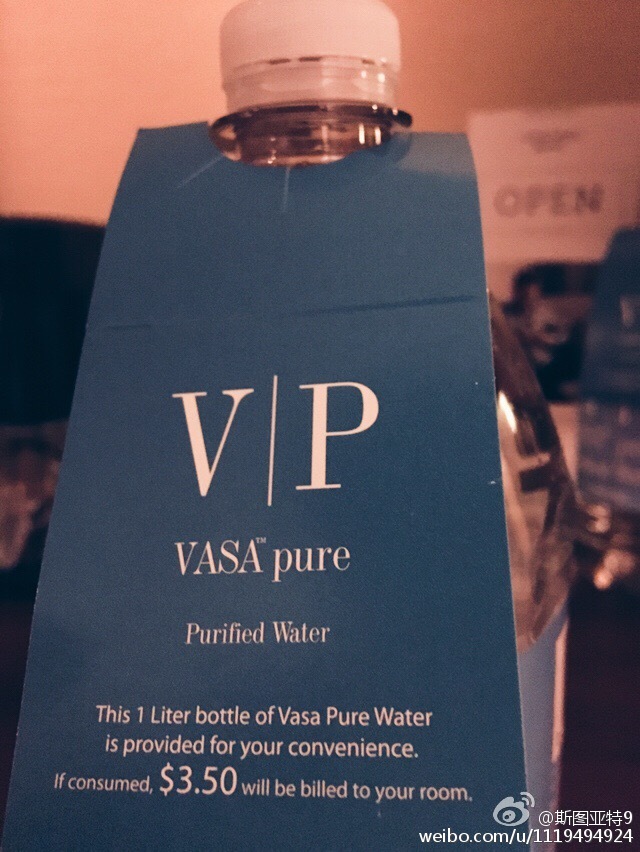 OPEN
V|P
VASA™ pure
Purified Water
This 1 Liter bottle of Vasa Pure Water
is provided for your convenience.
If consumed, $3.50 will be billed to your room.
@斯图亚特9
weibo.com/u/1119494924